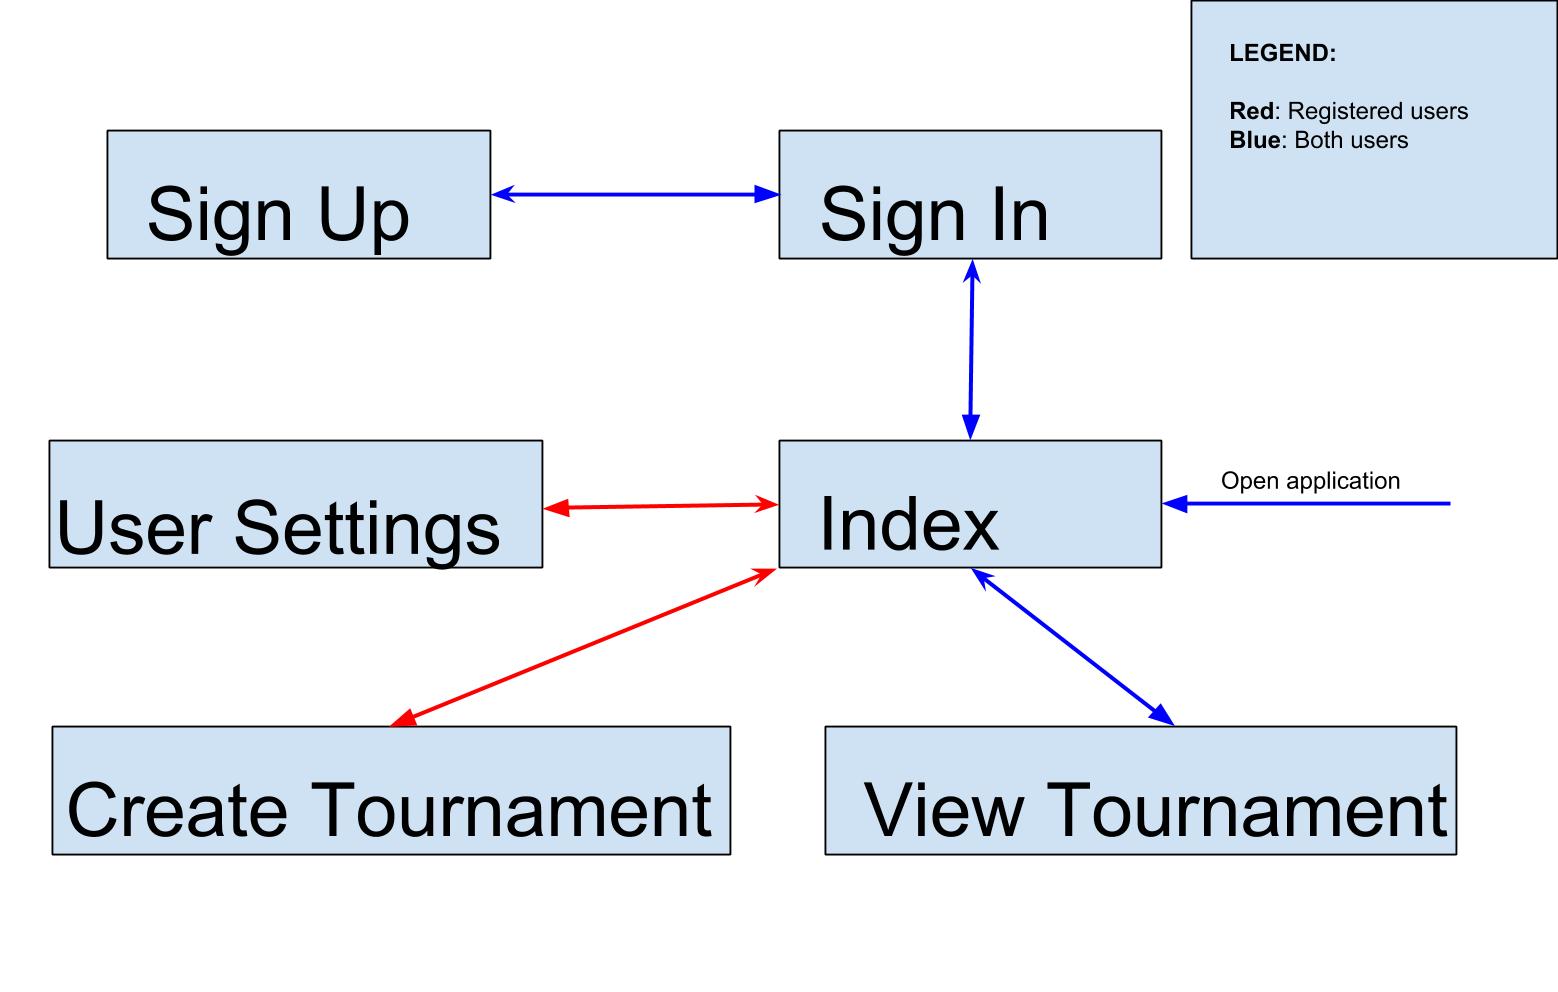 LEGEND:
Red: Registered users
Blue: Both users
Sign Up
Sign In
User Settings
Index
Open application
Create Tournament
View Tournament